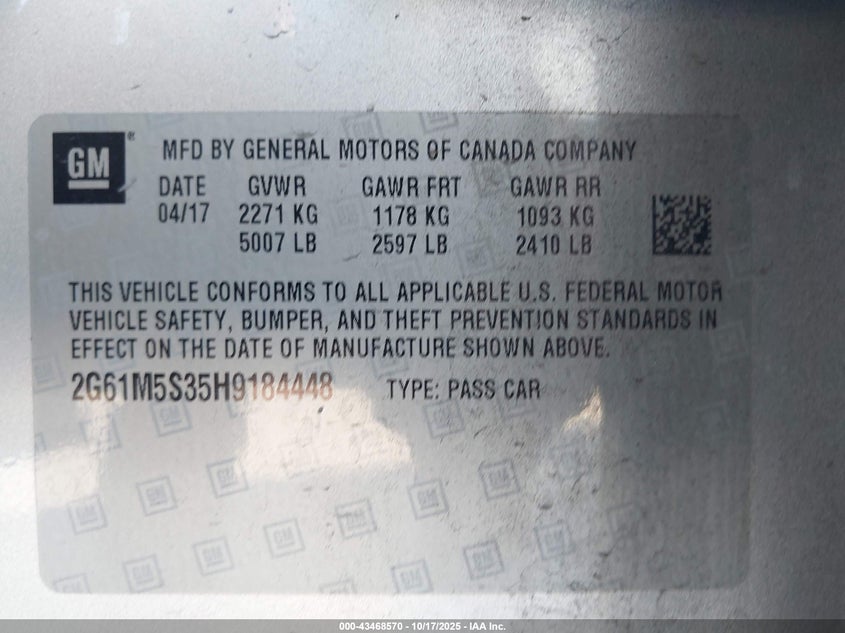 GM ® MFD BY GENERAL MOTORS OF CANADA COMPANY
DATE GVWR GAWR FRT GAWR RR
04/17 2271 KG 1178 KG 1093 KG
5007 LB 2597 LB 2410 LB
THIS VEHICLE CONFORMS TO ALL APPLICABLE U.S. FEDERAL MOTOR
VEHICLE SAFETY, BUMPER, AND THEFT PREVENTION STANDARDS IN
EFFECT ON THE DATE OF MANUFACTURE SHOWN ABOVE.
2G61M5S35H9184448 TYPE: PASS CAR
000-43468570 - 10/17/2025 - IAA Inc.